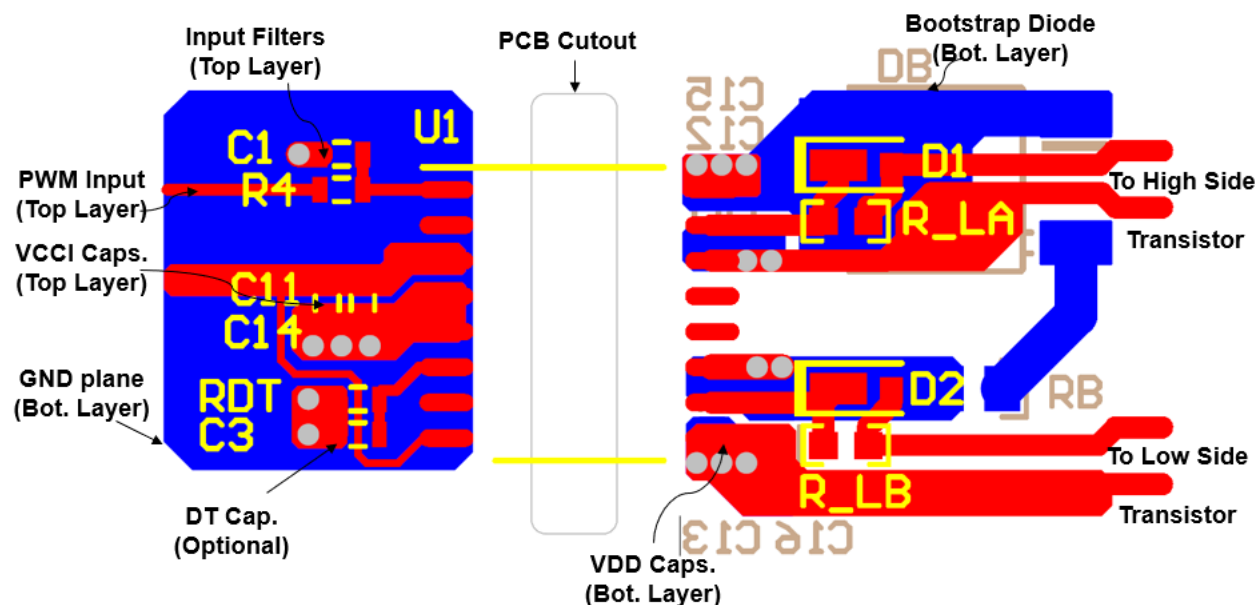 Input Filters
(Top Layer)
PCB Cutout
Bootstrap Diode
(Bot. Layer)
DB
C15
C12
U1
C1
R4
PWM Input
(Top Layer)
D1
To High Side
R_LA
Transistor
VCCI Caps.
(Top Layer)
C11
C14
GND plane
(Bot. Layer)
RDT
C3
D2
RB
To Low Side
R_LB
Transistor
DT Cap.
(Optional)
C13
C16
VDD Caps.
(Bot. Layer)